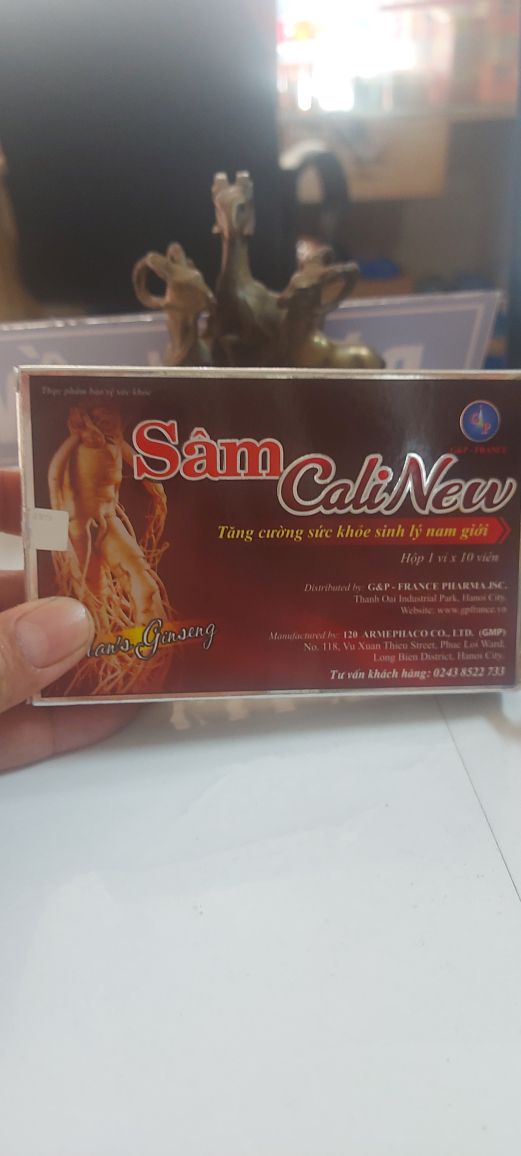 Thực phẩm bảo vệ sức khỏe
G&P
G&P - FRANCE
Sâm
CaliNew
Tăng cường sức khỏe sinh lý nam giới
Hộp 1 vỉ x 10 viên
Distributed by: G&P - FRANCE PHARMA.JSC.
Thanh Oai Industrial Park, Hanoi City.
Website: www.gpfrance.vn
Ginseng
Manufactured by: 120 ARMEPHACO CO., LTD. (GMP)
No. 118, Vu Xuan Thieu Street, Phuc Loi Ward,
Long Bien District, Hanoi City.
Tư vấn khách hàng: 0243 8522 733